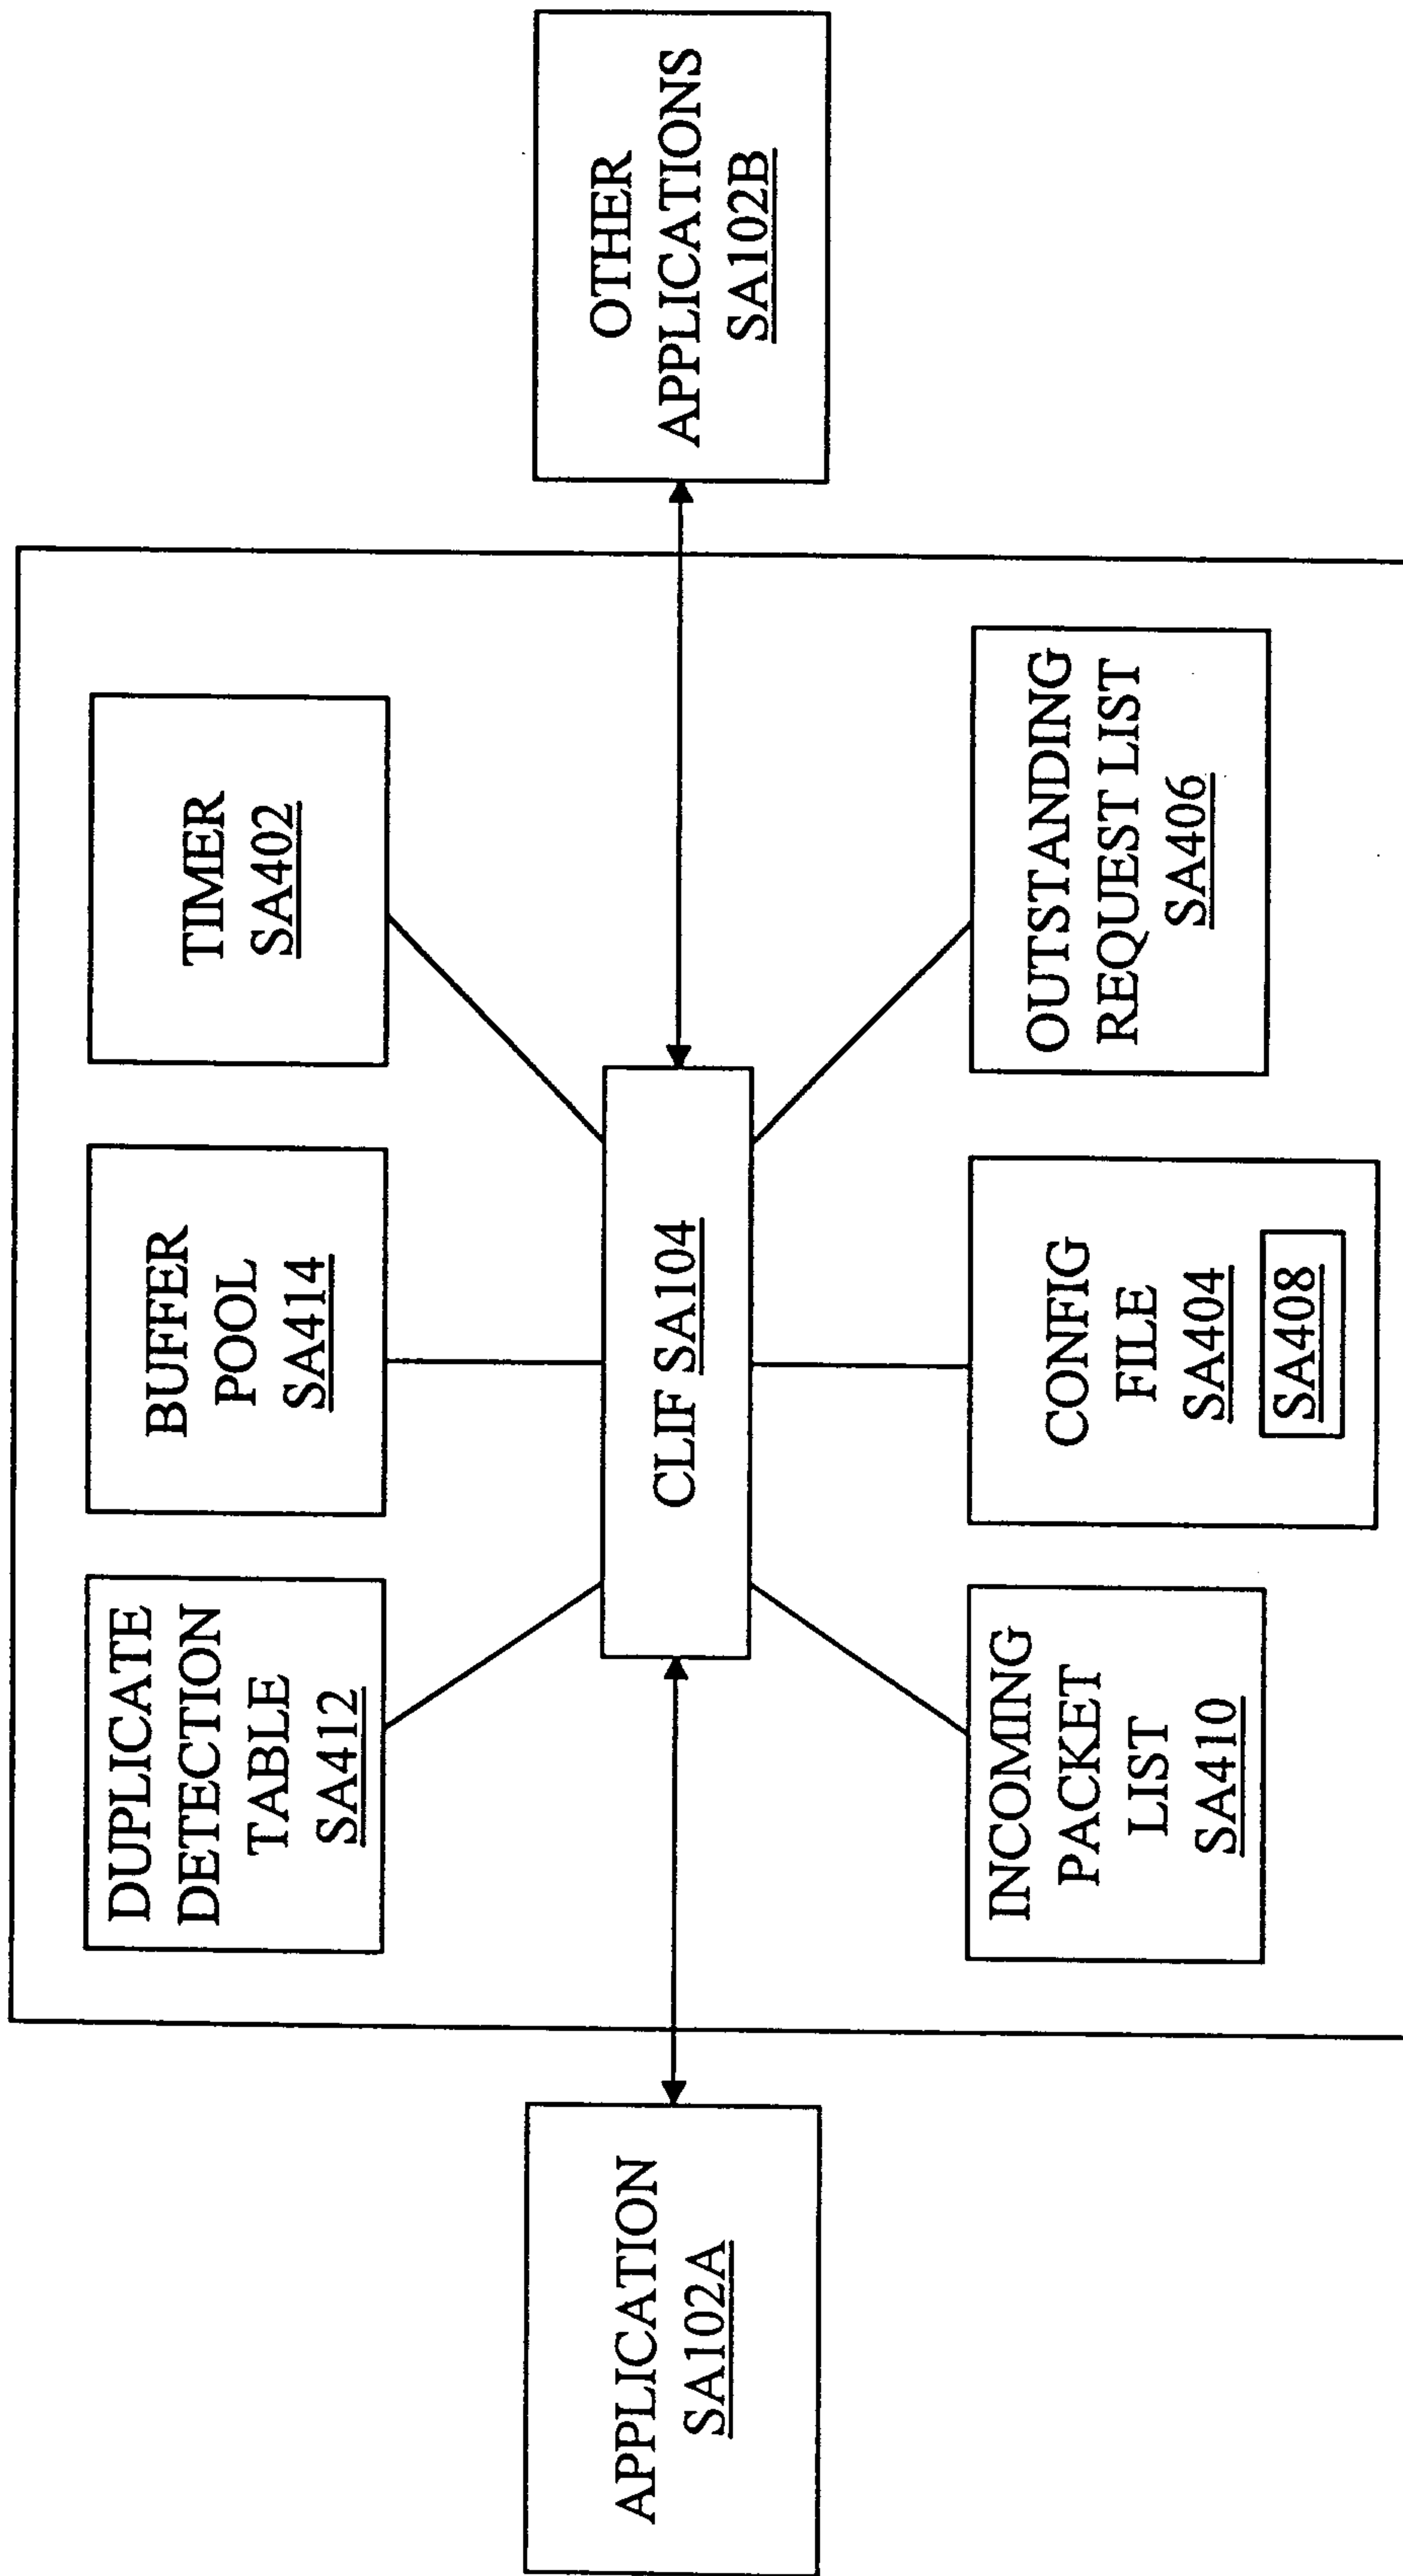 DUPLICATE
DETECTION
TABLE
SA412
BUFFER
POOL
SA414
TIMER
SA402
APPLICATION
SA102A
CLIF SA104
OTHER
APPLICATIONS
SA102B
INCOMING
PACKET
LIST
SA410
CONFIG
FILE
SA404
SA408
OUTSTANDING
REQUEST LIST
SA406